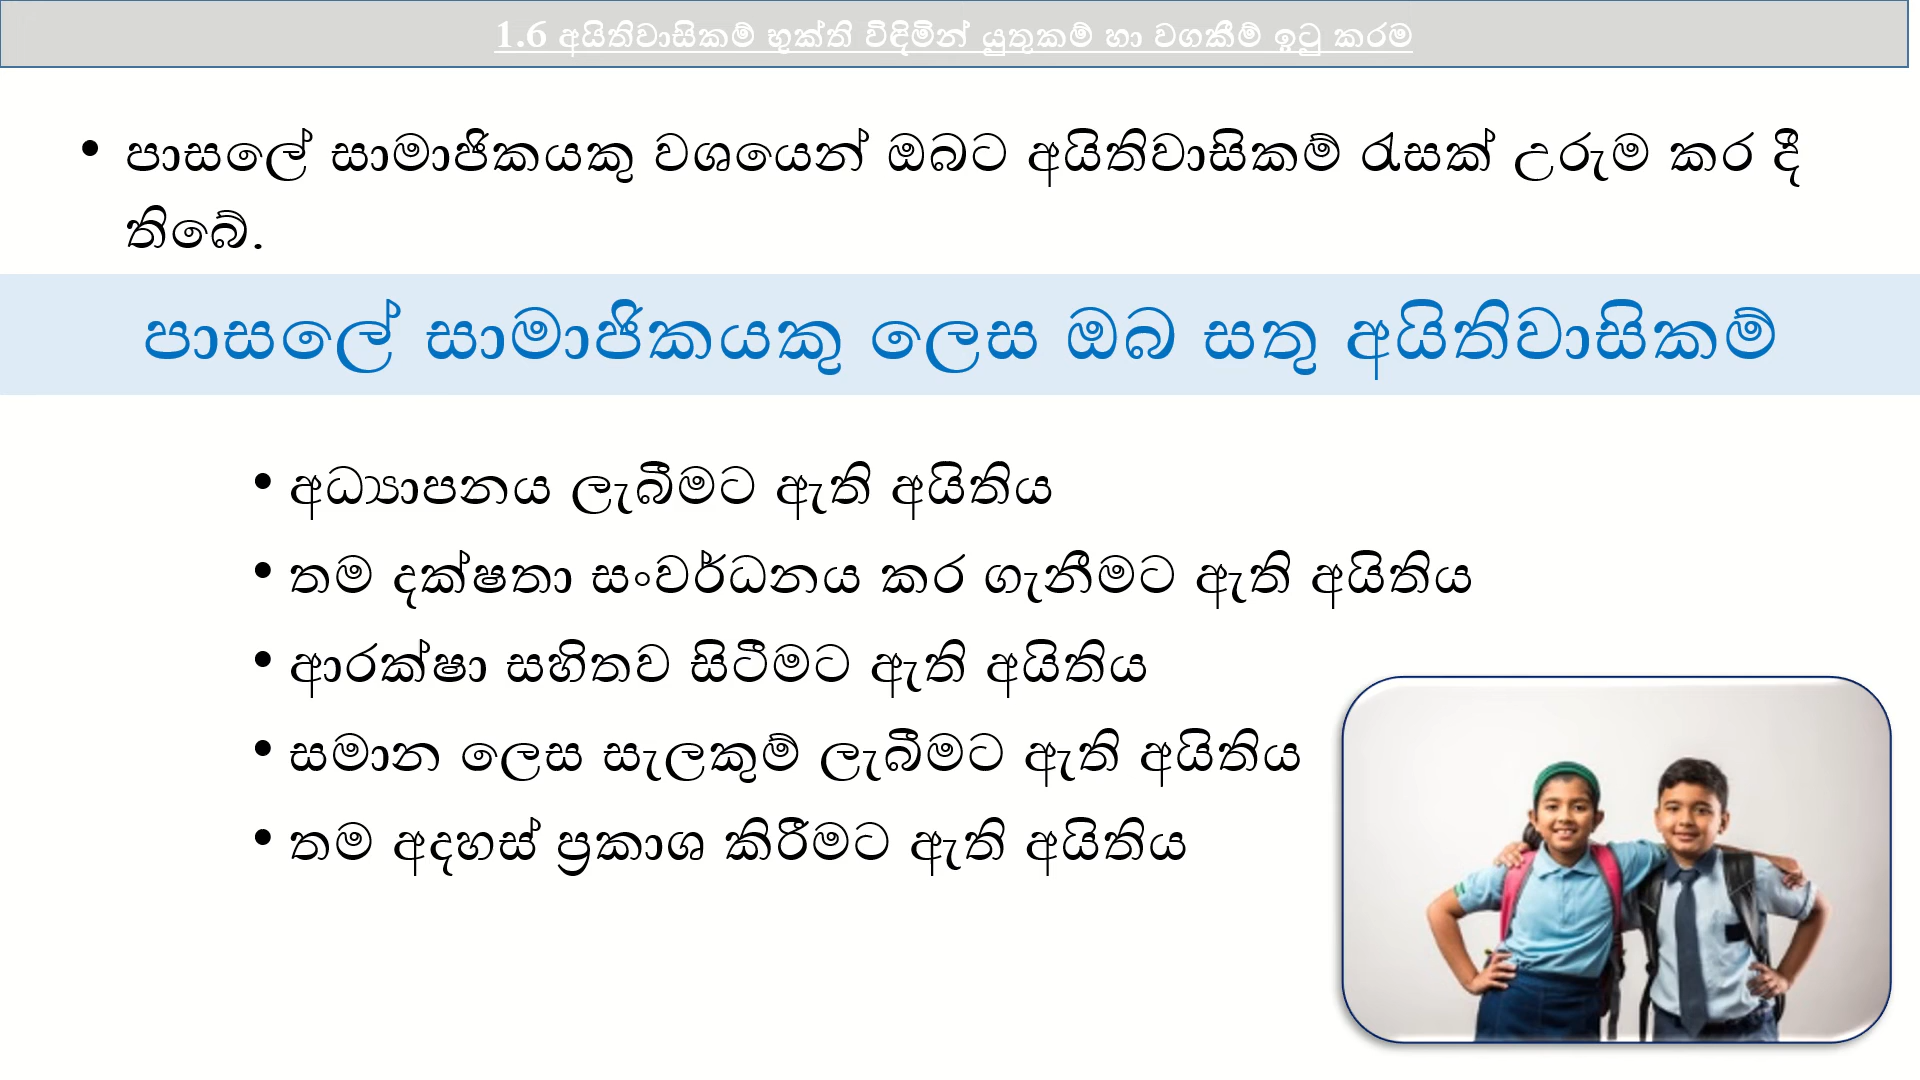 1.6 අයිතිවාසිකම් භුක්ති විඳිමින් යුතුකම් හා වගකීම් ඉටු කරම
• පාසලේ සාමාජිකයකු වශයෙන් ඔබට අයිතිවාසිකම් රැසක් උරුම කර දී
තිබේ.
පාසලේ සාමාජිකයකු ලෙස ඔබ සතු අයිතිවාසිකම්
• අධ්‍යාපනය ලැබීමට ඇති අයිතිය
• තම දක්ෂතා සංවර්ධනය කර ගැනීමට ඇති අයිතිය
• ආරක්ෂා සහිතව සිටීමට ඇති අයිතිය
• සමාන ලෙස සැලකුම් ලැබීමට ඇති අයිතිය
• තම අදහස් ප්‍රකාශ කිරීමට ඇති අයිතිය